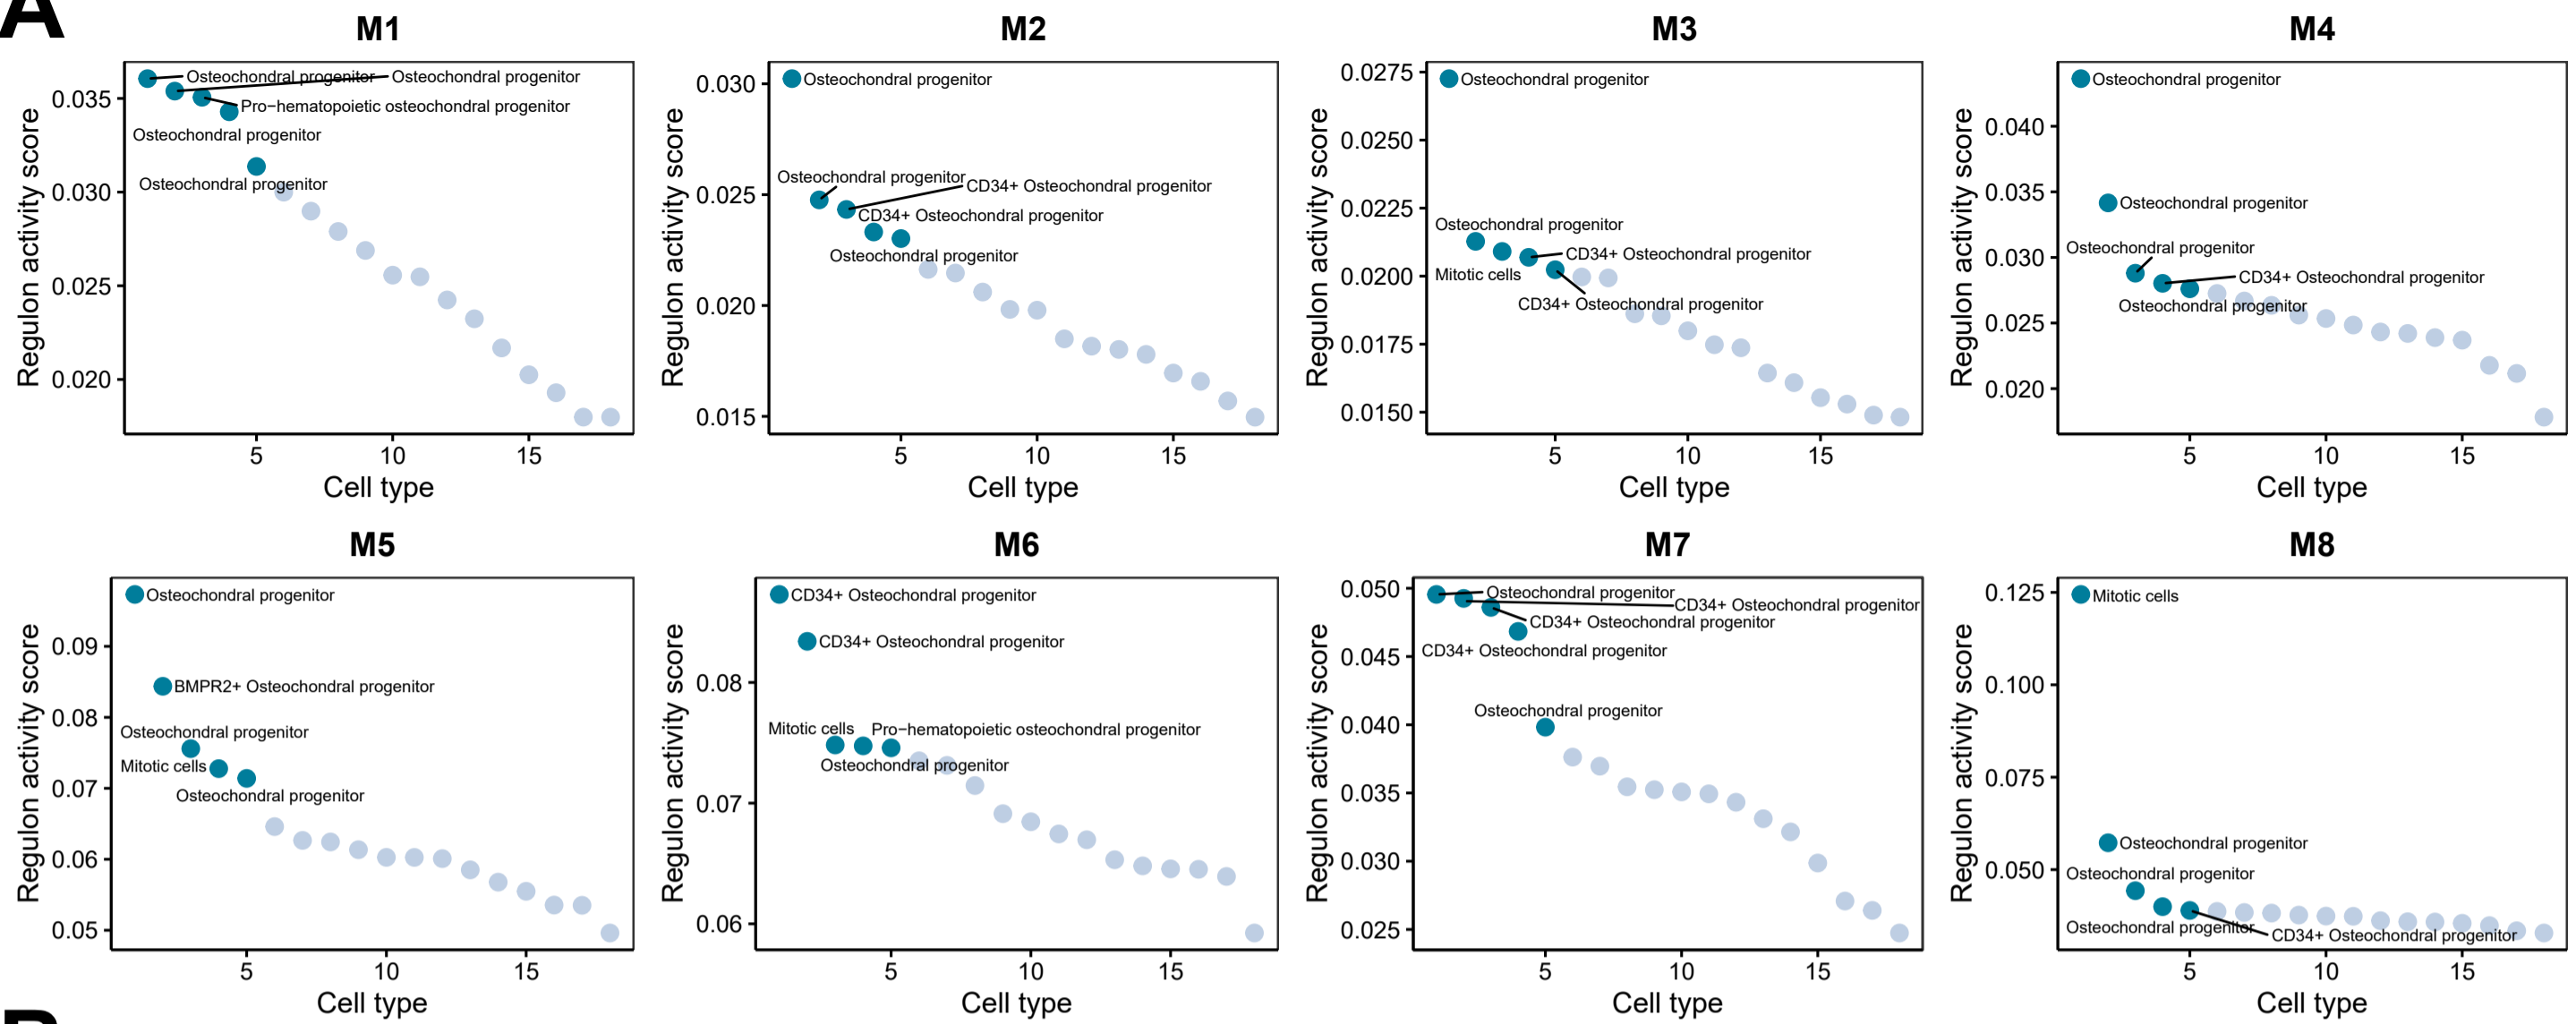 A
M1
M2
M3
M4
Regulon activity score
0.035
0.030
0.025
0.020
Osteochondral progenitor
Osteochondral progenitor
Pro−hematopoietic osteochondral progenitor
Osteochondral progenitor
Osteochondral progenitor
5
10
15
Cell type
Regulon activity score
0.030
0.025
0.020
0.015
Osteochondral progenitor
Osteochondral progenitor
CD34+ Osteochondral progenitor
CD34+ Osteochondral progenitor
Osteochondral progenitor
5
10
15
Cell type
Regulon activity score
0.0275
0.0250
0.0225
0.0200
0.0175
0.0150
Osteochondral progenitor
Osteochondral progenitor
CD34+ Osteochondral progenitor
Mitotic cells
CD34+ Osteochondral progenitor
5
10
15
Cell type
Regulon activity score
0.040
0.035
0.030
0.025
0.020
Osteochondral progenitor
Osteochondral progenitor
Osteochondral progenitor
CD34+ Osteochondral progenitor
Osteochondral progenitor
5
10
15
Cell type
M5
M6
M7
M8
Regulon activity score
0.09
0.08
0.07
0.06
0.05
Osteochondral progenitor
BMPR2+ Osteochondral progenitor
Osteochondral progenitor
Mitotic cells
Osteochondral progenitor
5
10
15
Cell type
Regulon activity score
0.08
0.07
0.06
CD34+ Osteochondral progenitor
CD34+ Osteochondral progenitor
Mitotic cells
Pro−hematopoietic osteochondral progenitor
Osteochondral progenitor
5
10
15
Cell type
Regulon activity score
0.050
0.045
0.040
0.035
0.030
0.025
Osteochondral progenitor
CD34+ Osteochondral progenitor
CD34+ Osteochondral progenitor
CD34+ Osteochondral progenitor
Osteochondral progenitor
5
10
15
Cell type
Regulon activity score
0.125
0.100
0.075
0.050
Mitotic cells
Osteochondral progenitor
Osteochondral progenitor
Osteochondral progenitor
CD34+ Osteochondral progenitor
5
10
15
Cell type